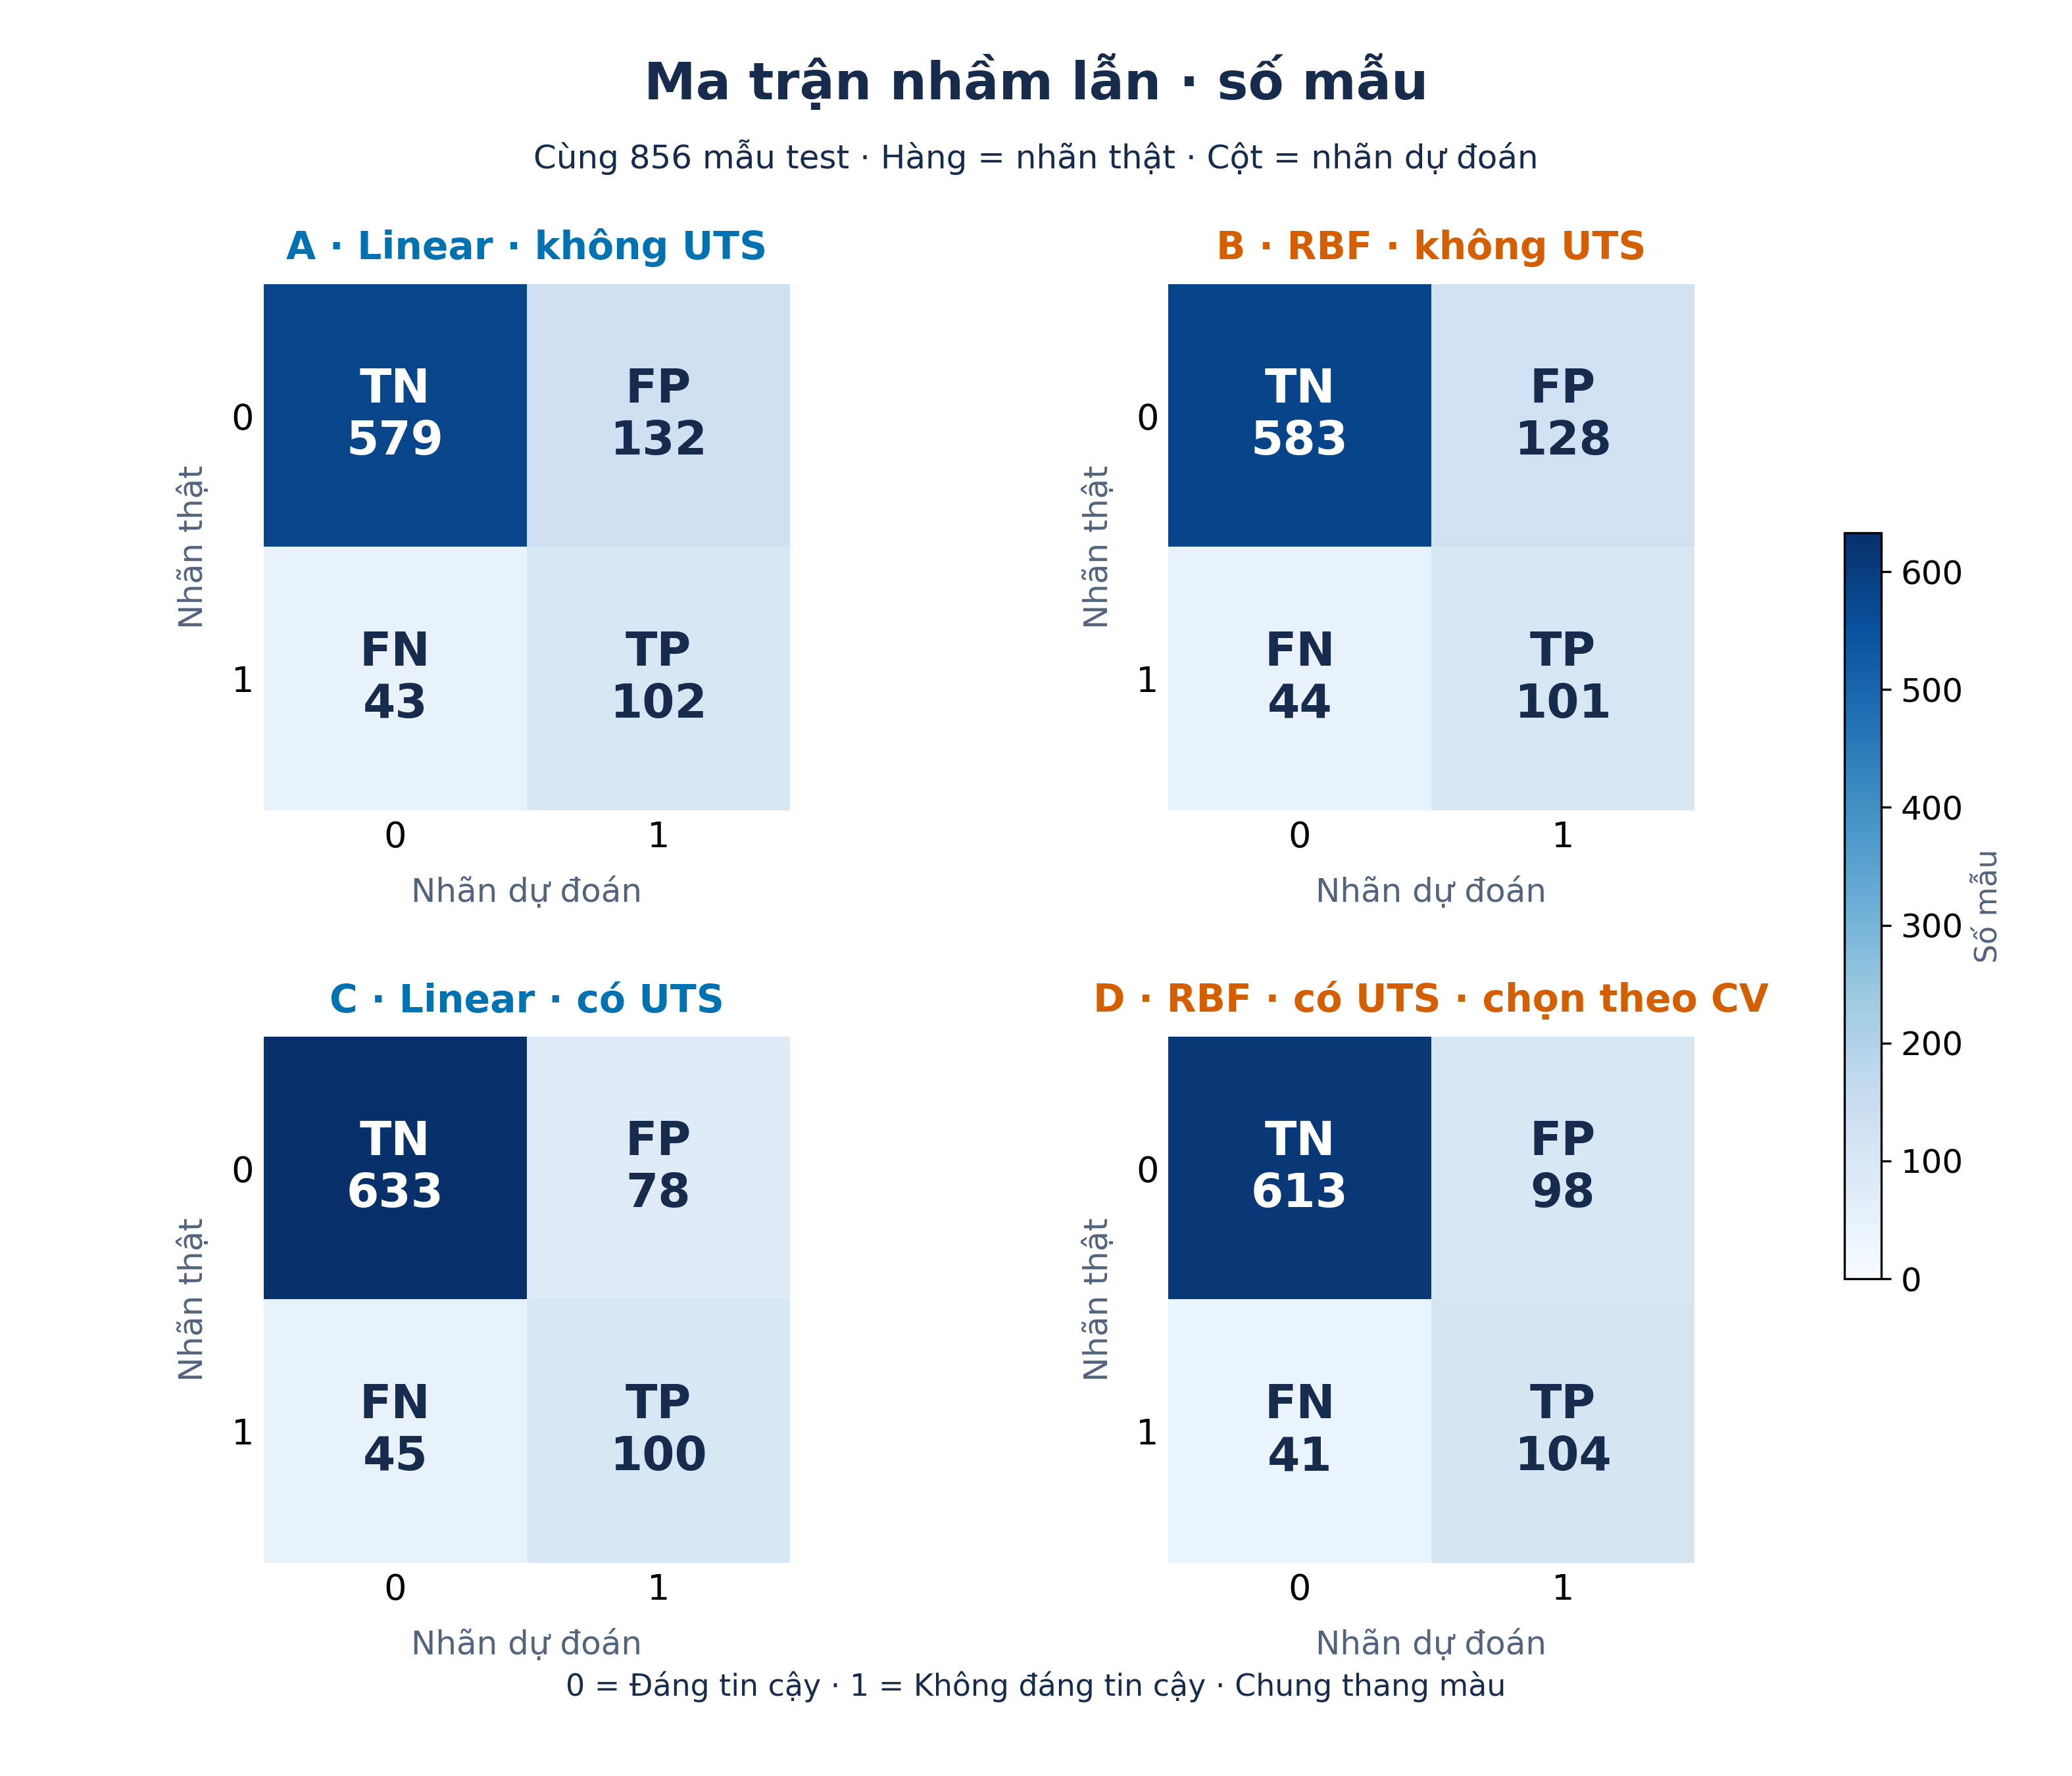 Ma trận nhầm lẫn · số mẫu
Cùng 856 mẫu test · Hàng = nhãn thật · Cột = nhãn dự đoán
A · Linear · không UTS
Nhãn thật
0
TN
579
FP
132
1
FN
43
TP
102
0 1
Nhãn dự đoán
B · RBF · không UTS
Nhãn thật
0
TN
583
FP
128
1
FN
44
TP
101
0 1
Nhãn dự đoán
C · Linear · có UTS
Nhãn thật
0
TN
633
FP
78
1
FN
45
TP
100
0 1
Nhãn dự đoán
D · RBF · có UTS · chọn theo CV
Nhãn thật
0
TN
613
FP
98
1
FN
41
TP
104
0 1
Nhãn dự đoán
600
500
400
300
200
100
0
Số mẫu
0 = Đáng tin cậy · 1 = Không đáng tin cậy · Chung thang màu